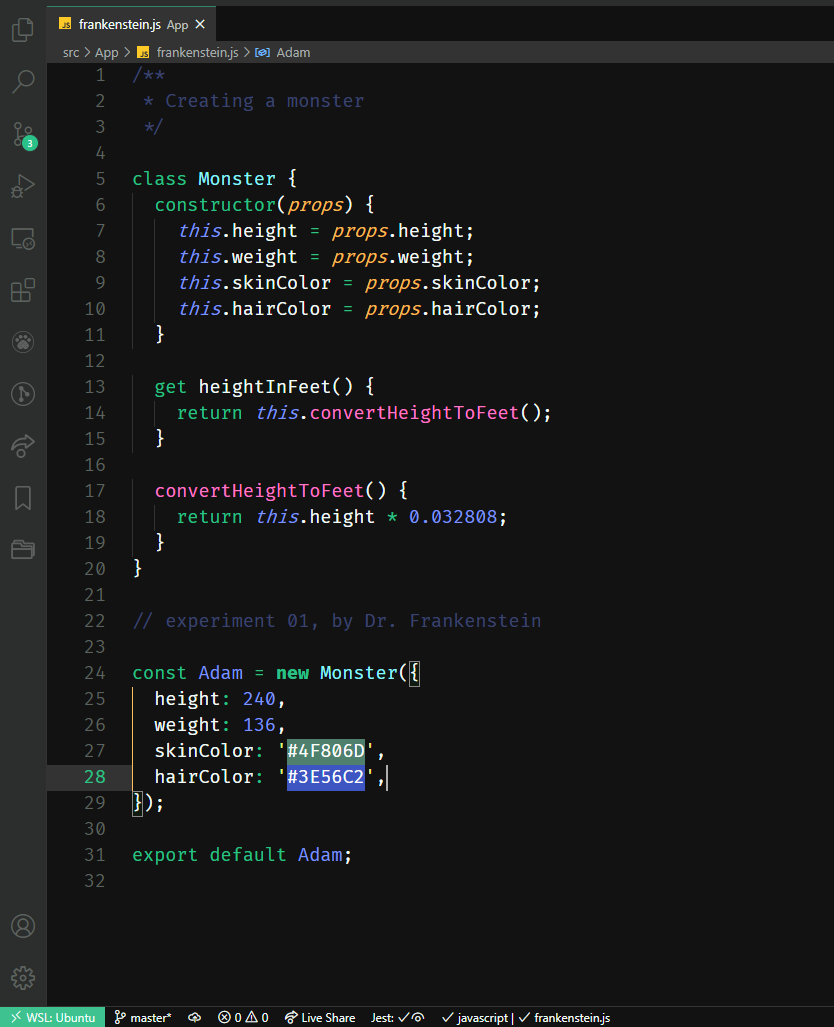 JS frankenstein.js App ×
src > App > JS frankenstein.js > Adam
3
1 /**
2  * Creating a monster
3  */
4
5 class Monster {
6   constructor(props) {
7     this.height = props.height;
8     this.weight = props.weight;
9     this.skinColor = props.skinColor;
10     this.hairColor = props.hairColor;
11   }
12
13   get heightInFeet() {
14     return this.convertHeightToFeet();
15   }
16
17   convertHeightToFeet() {
18     return this.height * 0.032808;
19   }
20 }
21
22 // experiment 01, by Dr. Frankenstein
23
24 const Adam = new Monster({
25   height: 240,
26   weight: 136,
27   skinColor: '#4F806D',
28   hairColor: '#3E56C2',
29 });
30
31 export default Adam;
32
WSL: Ubuntu master* 0 0 Live Share Jest: ✓ ✓ javascript | ✓ frankenstein.js